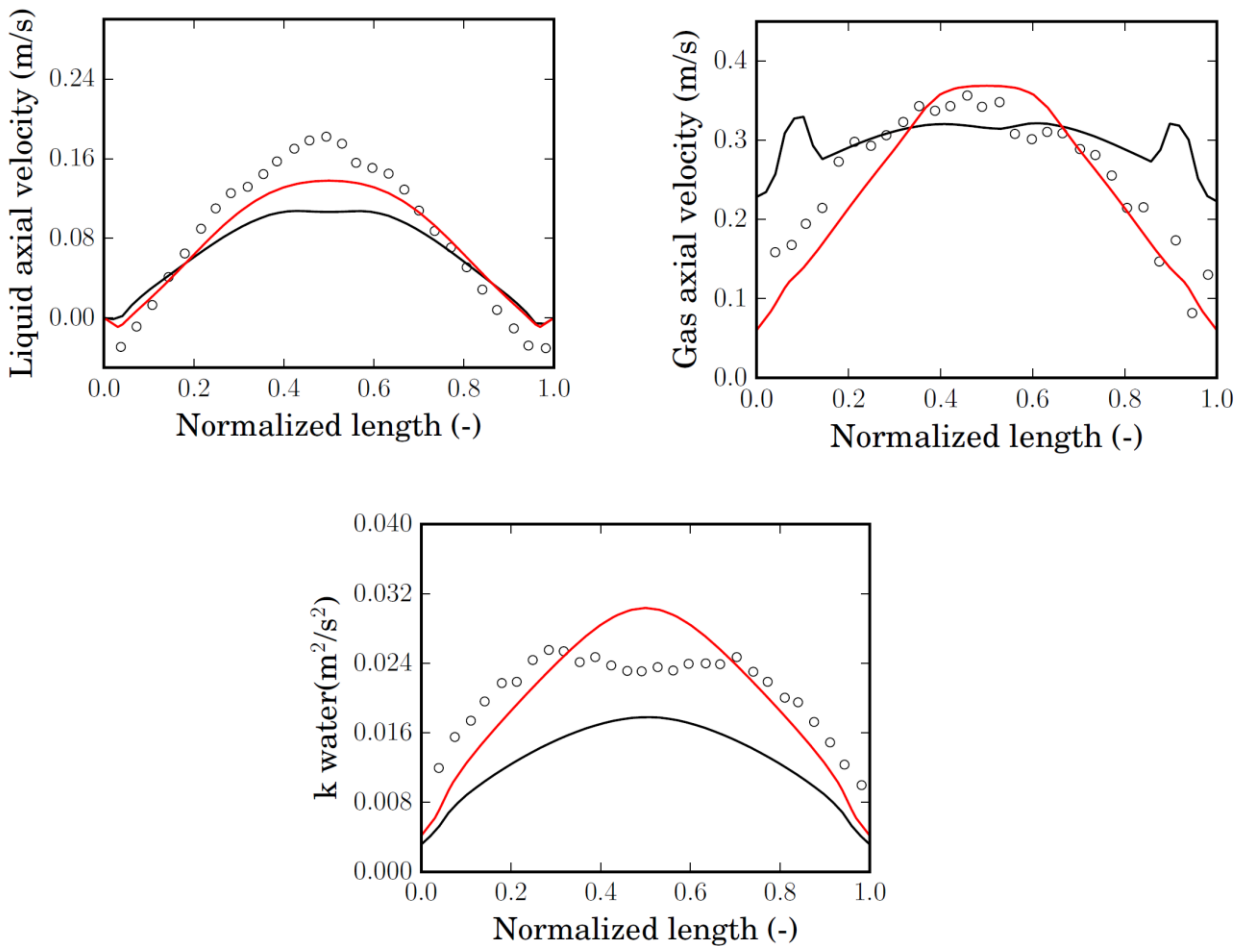 Liquid axial velocity (m/s)
0.24
0.16
0.08
0.00
0.0 0.2 0.4 0.6 0.8 1.0
Normalized length (-)
Gas axial velocity (m/s)
0.4
0.3
0.2
0.1
0.0
0.0 0.2 0.4 0.6 0.8 1.0
Normalized length (-)
k water(m²/s²)
0.040
0.032
0.024
0.016
0.008
0.000
0.0 0.2 0.4 0.6 0.8 1.0
Normalized length (-)